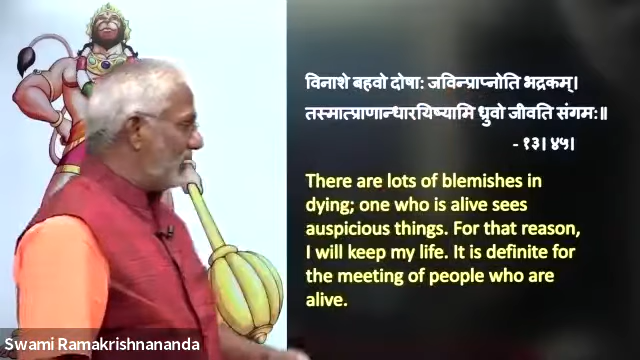 विनाशे बहवो दोषाः जविन्प्राप्नोति भद्रकम्।
तस्मात्प्राणान्धारयिष्यामि ध्रुवो जीवति संगमः॥
- १३। ४५।
There are lots of blemishes in
dying; one who is alive sees
auspicious things. For that reason,
I will keep my life. It is definite for
the meeting of people who are
alive.
Swami Ramakrishnananda